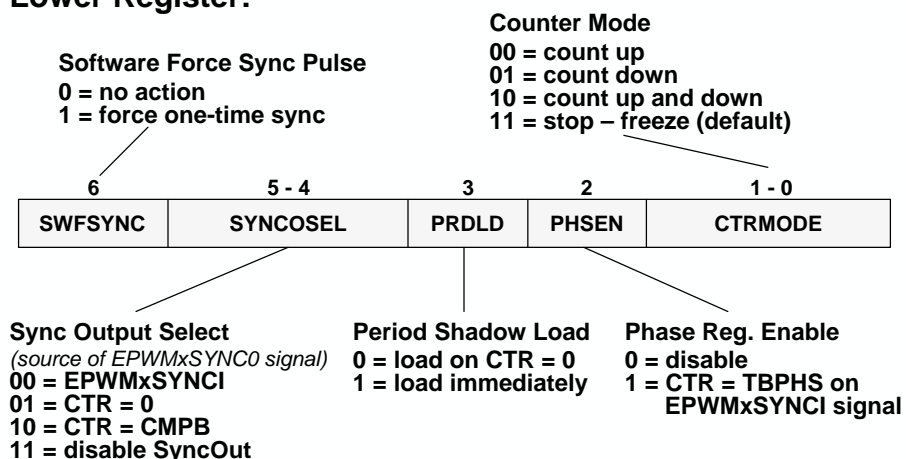 Lower Register:
Counter Mode
00 = count up
01 = count down
10 = count up and down
11 = stop – freeze (default)
Software Force Sync Pulse
0 = no action
1 = force one-time sync
6 5 - 4 3 2 1 - 0
SWFSYNC SYNCOSEL PRDLD PHSEN CTRMODE
Sync Output Select
(source of EPWMxSYNC0 signal)
00 = EPWMxSYNCI
01 = CTR = 0
10 = CTR = CMPB
11 = disable SyncOut
Period Shadow Load
0 = load on CTR = 0
1 = load immediately
Phase Reg. Enable
0 = disable
1 = CTR = TBPHS on
EPWMxSYNCI signal